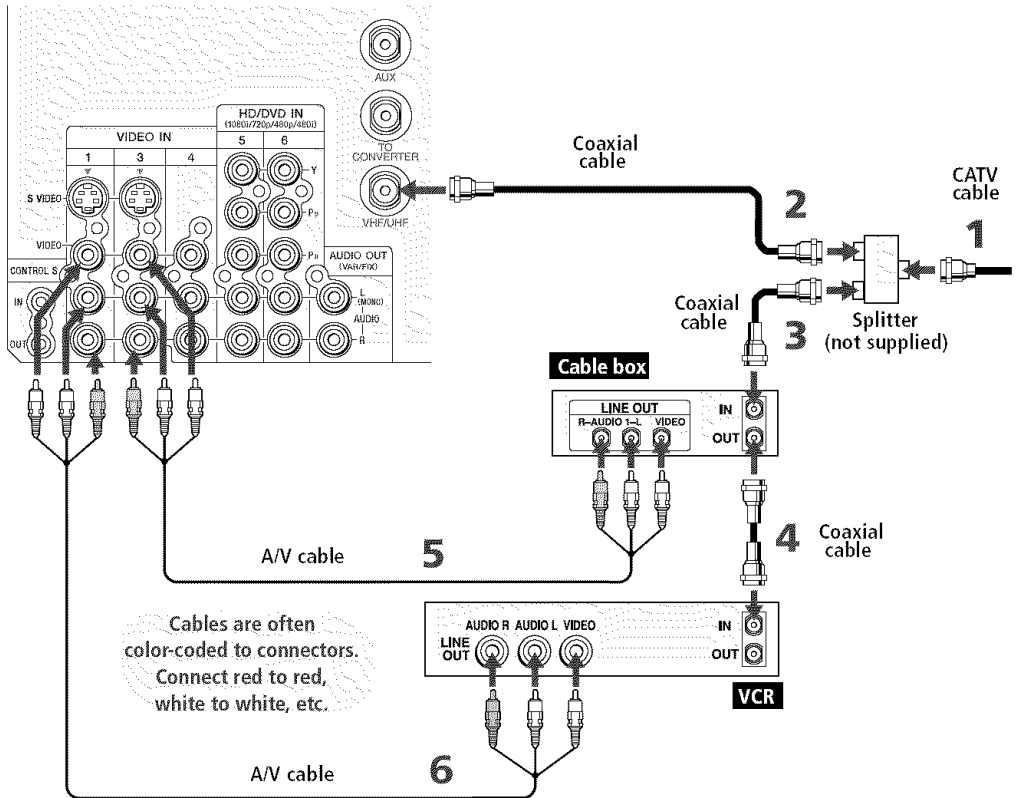 AUX
HD/DVD IN
(1080i/720p/480p/480i)
VIDEO IN
5 6
TO
CONVERTER
1 3 4
Y
S VIDEO
PB
VHF/UHF
VIDEO
PR
AUDIO OUT
(VAR/FIX)
CONTROL S
L
(MONO)
IN
AUDIO
OUT
R
Coaxial
cable
2
CATV
cable
1
Coaxial
cable
3
Splitter
(not supplied)
Cable box
LINE OUT
R–AUDIO 1–L VIDEO
IN
OUT
4
Coaxial
cable
A/V cable
5
Cables are often
color-coded to connectors.
Connect red to red,
white to white, etc.
AUDIO R AUDIO L VIDEO
LINE
OUT
IN
OUT
VCR
A/V cable
6